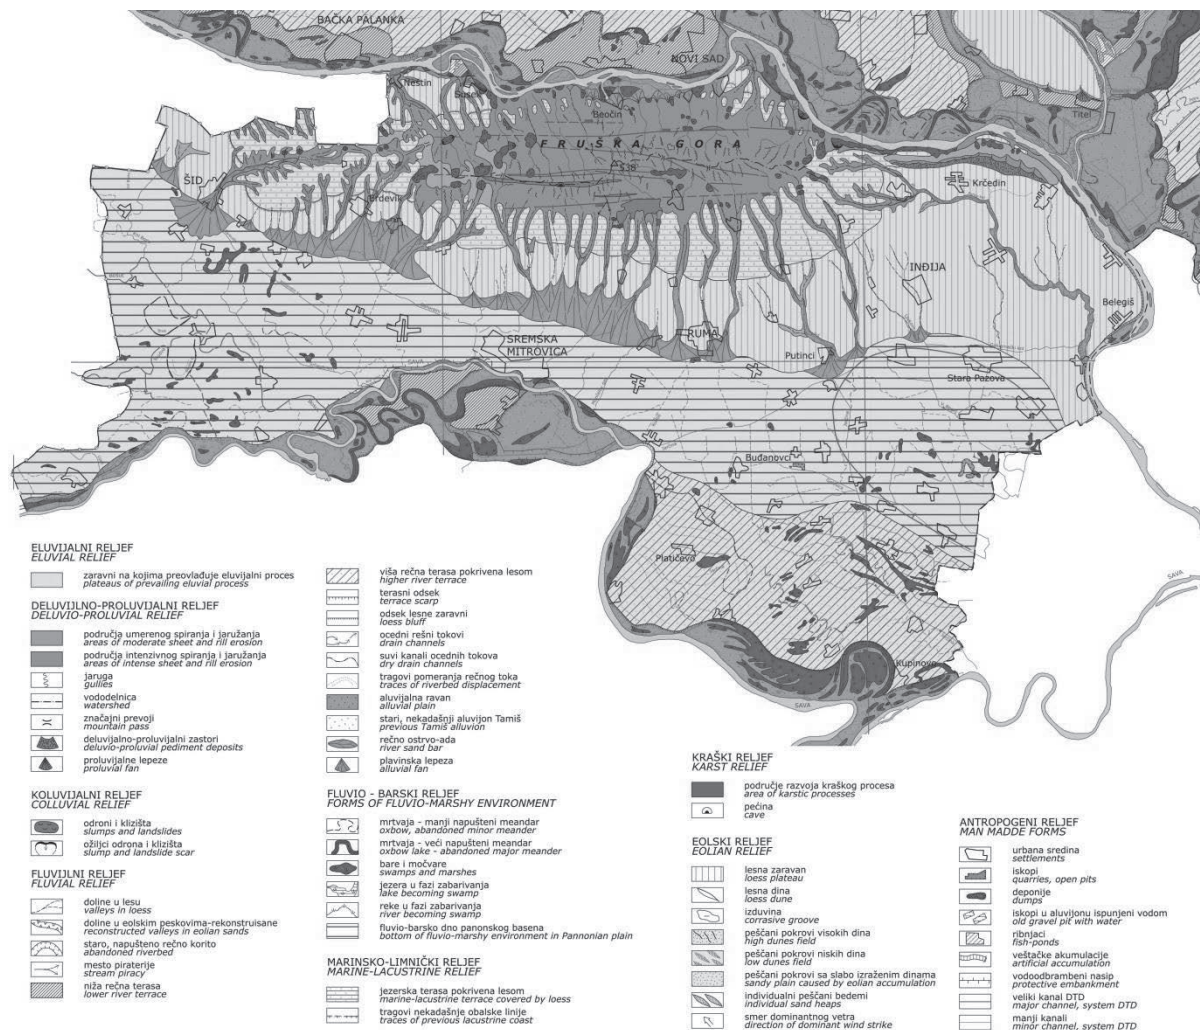 BAČKA PALANKA
NOVI SAD
Neštin
Susek
Beočin
Titel
FRUŠKA GORA
538
ŠID
Erdevik
Krčedin
INĐIJA
Belegiš
RUMA
SREMSKA
MITROVICA
Putinci
SAVA
Stara Pazova
Buđanovci
Platičevo
SAVA
Kupinovo
SAVA
ELUVIJALNI RELJEF
ELUVIAL RELIEF
zaravni na kojima preovlađuje eluvijalni proces
plateaus of prevailing eluvial process
DELUVIJLNO-PROLUVIJALNI RELJEF
DELUVIO-PROLUVIAL RELIEF
područja umerenog spiranja i jaružanja
areas of moderate sheet and rill erosion
područja intenzivnog spiranja i jaružanja
areas of intense sheet and rill erosion
jaruga
gullies
vododelnica
watershed
značajni prevoji
mountain pass
deluvijalno-proluvijalni zastori
deluvio-proluvial pediment deposits
proluvijalne lepeze
proluvial fan
KOLUVIJALNI RELJEF
COLLUVIAL RELIEF
odroni i klizišta
slumps and landslides
ožiljci odrona i klizišta
slump and landslide scar
FLUVIJLNI RELJEF
FLUVIAL RELIEF
doline u lesu
valleys in loess
doline u eolskim peskovima-rekonstruisane
reconstructed valleys in eolian sands
staro, napušteno rečno korito
abandoned riverbed
mesto piraterije
stream piracy
niža rečna terasa
lower river terrace
viša rečna terasa pokrivena lesom
higher river terrace
terasni odsek
terrace scarp
odsek lesne zaravni
loess bluff
ocedni rešni tokovi
drain channels
suvi kanali ocednih tokova
dry drain channels
tragovi pomeranja rečnog toka
traces of riverbed displacement
aluvijalna ravan
alluvial plain
stari, nekadašnji aluvijon Tamiš
previous Tamiš alluvion
rečno ostrvo-ada
river sand bar
plavinska lepeza
alluvial fan
FLUVIO - BARSKI RELJEF
FORMS OF FLUVIO-MARSHY ENVIRONMENT
mrtvaja - manji napušteni meandar
oxbow, abandoned minor meander
mrtvaja - veći napušteni meandar
oxbow lake - abandoned major meander
bare i močvare
swamps and marshes
jezera u fazi zabarivanja
lake becoming swamp
reke u fazi zabarivanja
river becoming swamp
fluvio-barsko dno panonskog basena
bottom of fluvio-marshy environment in Pannonian plain
MARINSKO-LIMNIČKI RELJEF
MARINE-LACUSTRINE RELIEF
jezerska terasa pokrivena lesom
marine-lacustrine terrace covered by loess
tragovi nekadašnje obalske linije
traces of previous lacustrine coast
KRAŠKI RELJEF
KARST RELIEF
područje razvoja kraškog procesa
area of karstic processes
pećina
cave
EOLSKI RELJEF
EOLIAN RELIEF
lesna zaravan
loess plateau
lesna dina
loess dune
izduvina
corrasive groove
peščani pokrovi visokih dina
high dunes field
peščani pokrovi niskih dina
low dunes field
peščani pokrovi sa slabo izraženim dinama
sandy plain caused by eolian accumulation
individualni peščani bedemi
individual sand heaps
smer dominantnog vetra
direction of dominant wind strike
ANTROPOGENI RELJEF
MAN MADDE FORMS
urbana sredina
settlements
iskopi
quarries, open pits
deponije
dumps
iskopi u aluvijonu ispunjeni vodom
old gravel pit with water
ribnjaci
fish-ponds
veštačke akumulacije
artificial accumulation
vodoodbrambeni nasip
protective embankment
veliki kanal DTD
major channel, system DTD
manji kanali
minor channel, system DTD